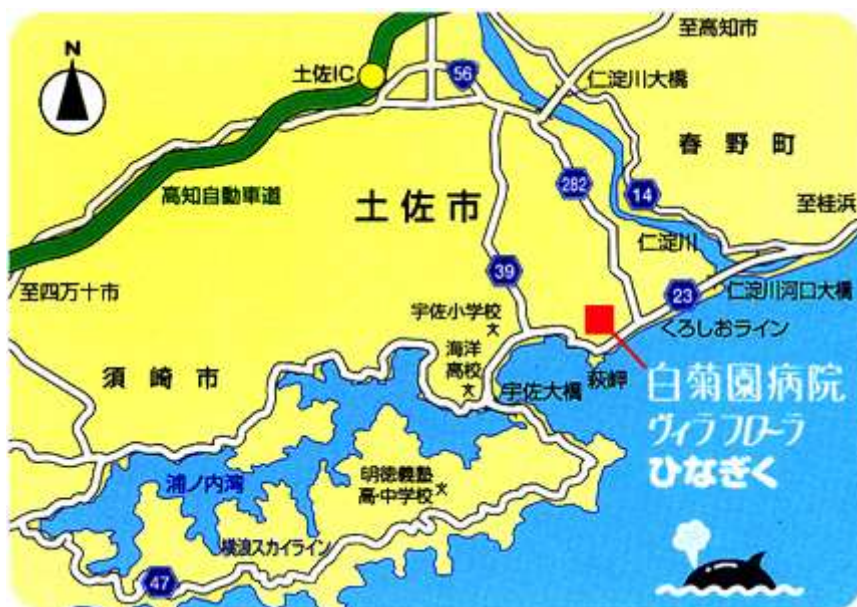 至高知市
N
土佐IC
56
仁淀川大橋
春野町
282
14
高知自動車道
土佐市
至桂浜
仁淀川
39
至四万十市
23
仁淀川河口大橋
宇佐小学校
文
くろしおライン
海洋
高校
文
須崎市
宇佐大橋
萩岬
白菊園病院
ヴィラフローラ
ひなぎく
浦ノ内湾
明徳義塾
高・中学校
文
横浪スカイライン
47